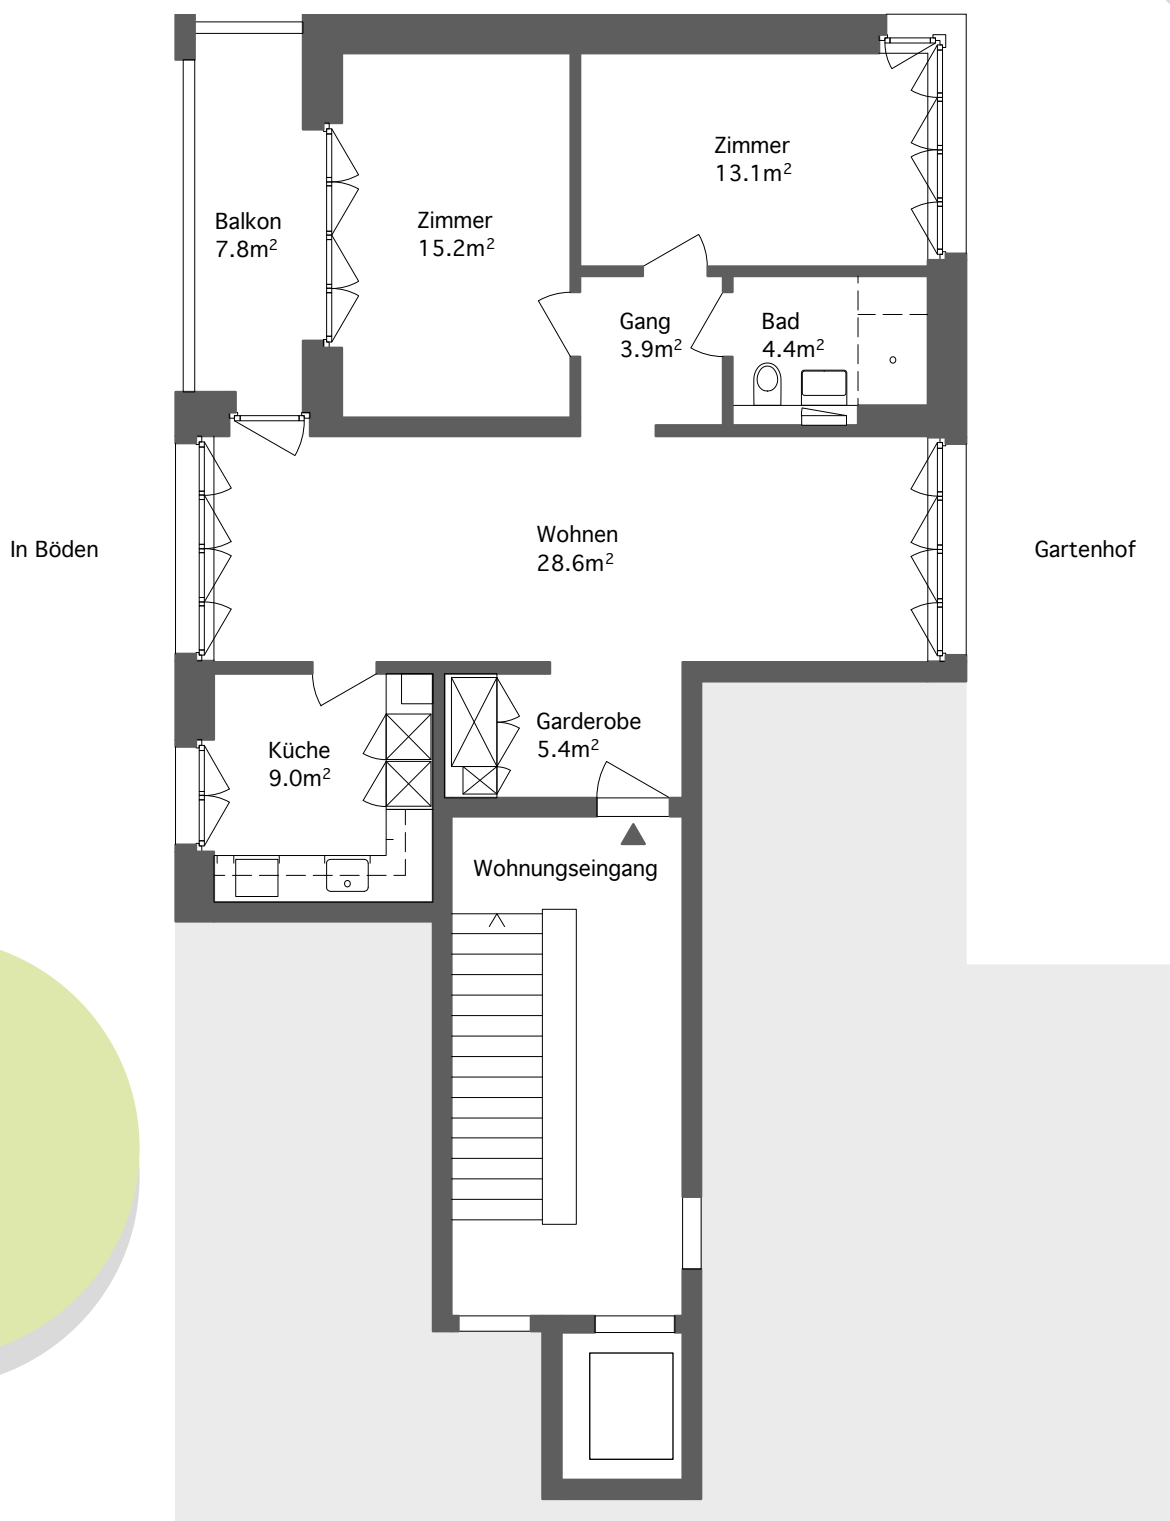 Zimmer
13.1m²
Balkon
7.8m²
Zimmer
15.2m²
Gang
3.9m²
Bad
4.4m²
In Böden
Wohnen
28.6m²
Gartenhof
Küche
9.0m²
Garderobe
5.4m²
Wohnungseingang